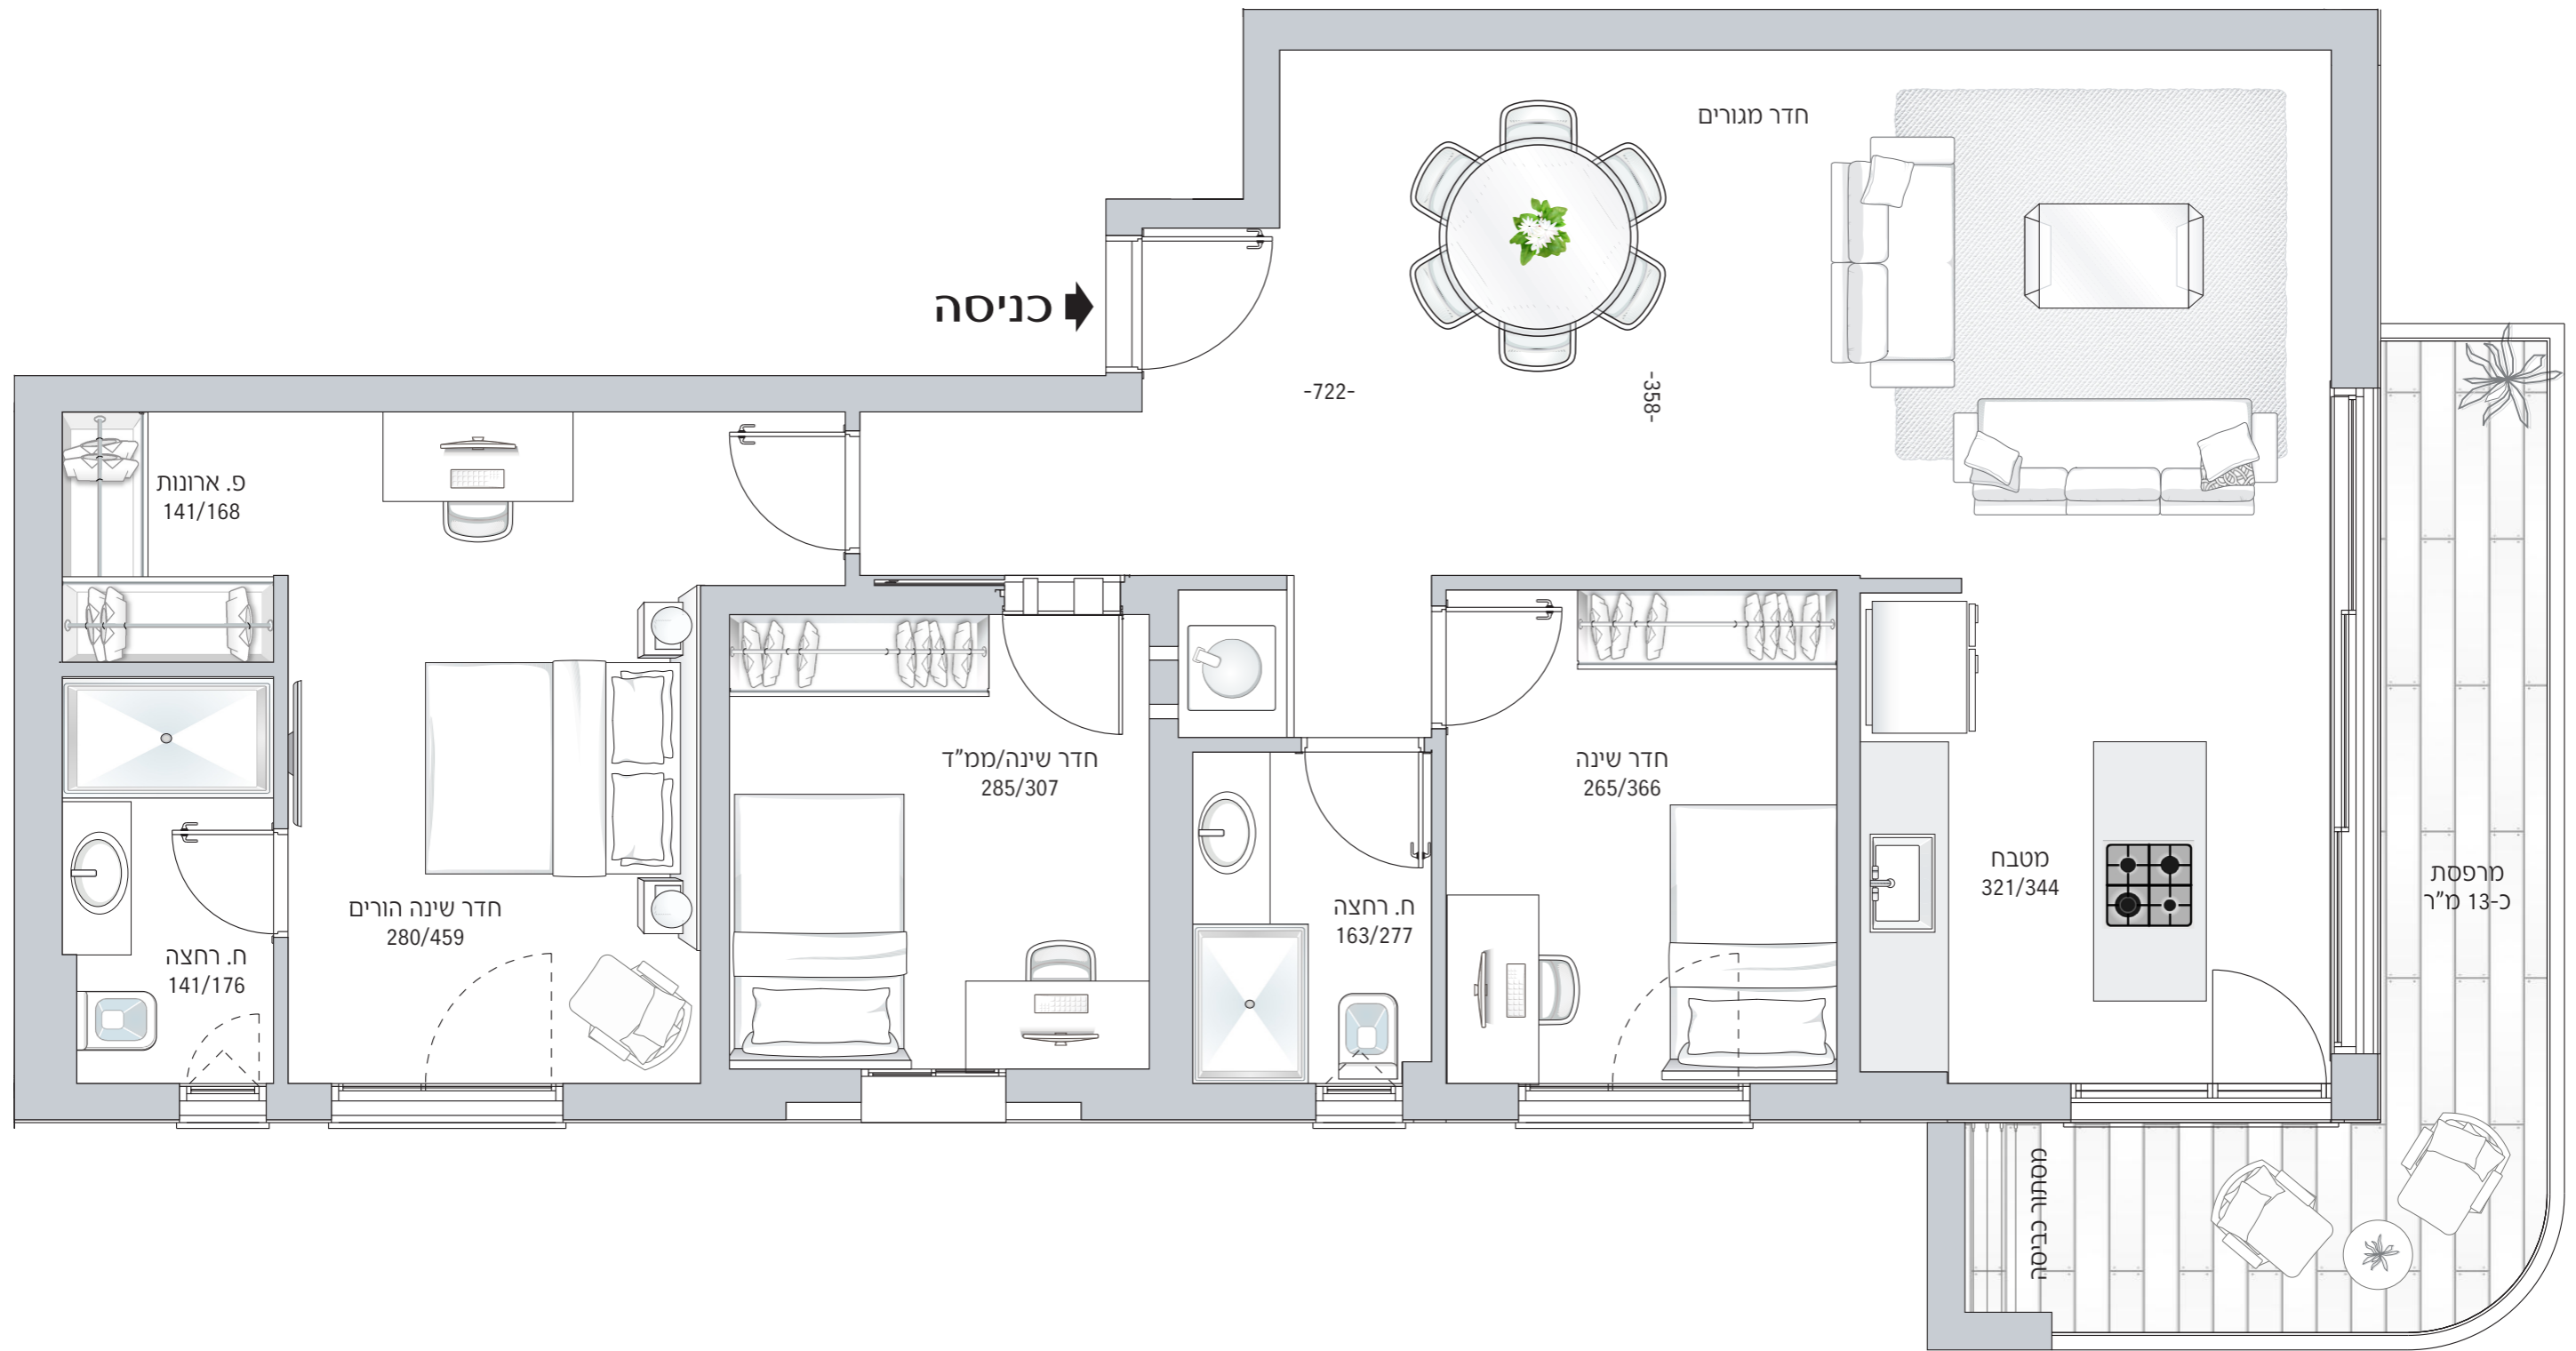 חדר מגורים
כניסה
-722-
-358-
פ. ארונות
141/168
חדר שינה/ממ"ד
285/307
חדר שינה
265/366
מטבח
321/344
מרפסת
כ-13 מ"ר
ח. רחצה
163/277
חדר שינה הורים
280/459
ח. רחצה
141/176
מסתור כביסה